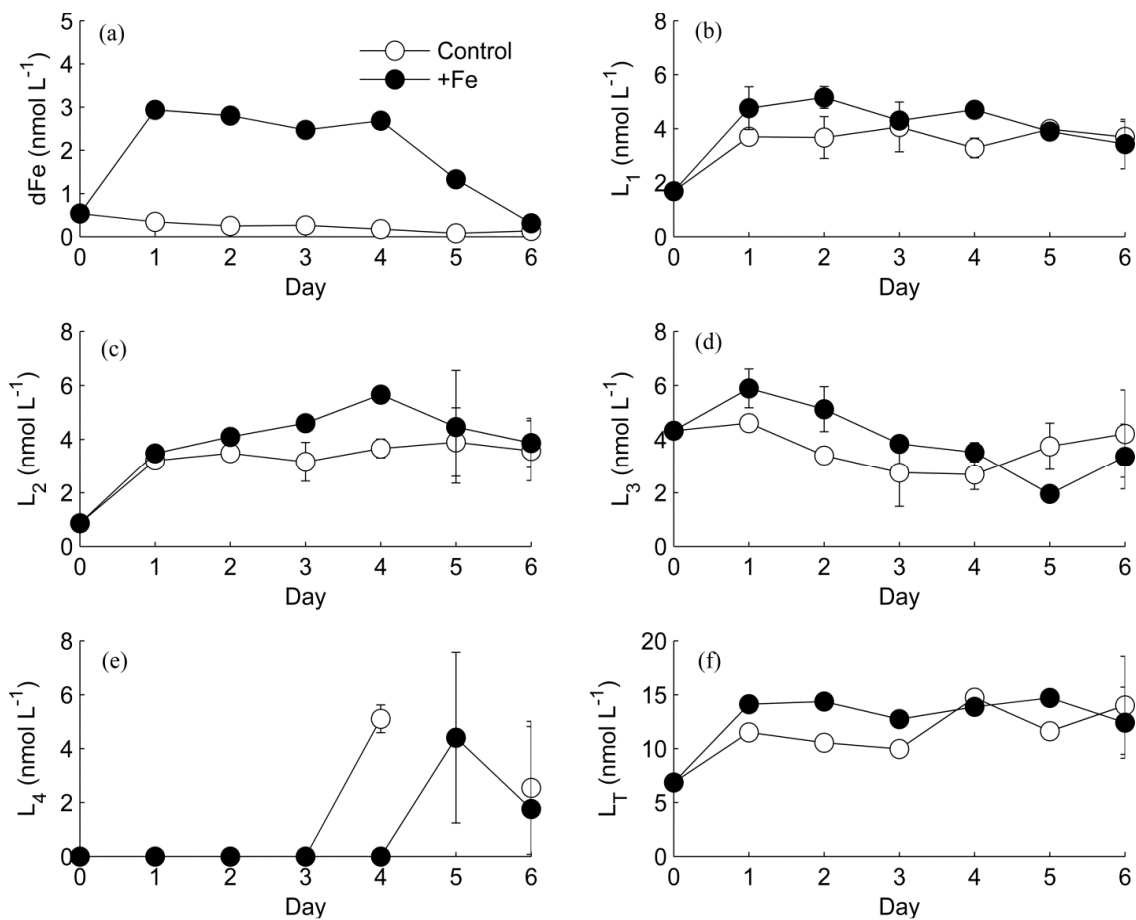 (a)
5
4
3
2
1
0
dFe (nmol L⁻¹)
Control
+Fe
0 1 2 3 4 5 6
Day
(b)
8
6
4
2
0
L₁ (nmol L⁻¹)
0 1 2 3 4 5 6
Day
(c)
8
6
4
2
0
L₂ (nmol L⁻¹)
0 1 2 3 4 5 6
Day
(d)
8
6
4
2
0
L₃ (nmol L⁻¹)
0 1 2 3 4 5 6
Day
(e)
8
6
4
2
0
L₄ (nmol L⁻¹)
0 1 2 3 4 5 6
Day
(f)
20
15
10
5
0
L_T (nmol L⁻¹)
0 1 2 3 4 5 6
Day